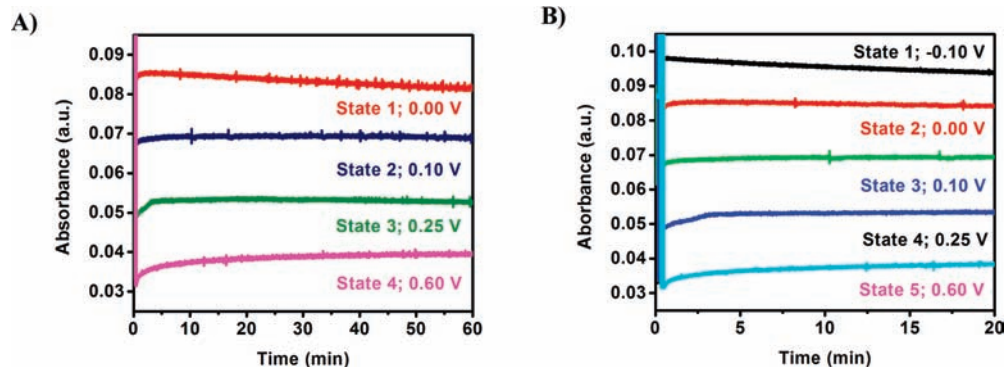 A)
Absorbance (a.u.)
0.09
0.08
0.07
0.06
0.05
0.04
0.03
State 1; 0.00 V
State 2; 0.10 V
State 3; 0.25 V
State 4; 0.60 V
0 10 20 30 40 50 60
Time (min)
B)
Aborbance (a.u.)
0.10
0.09
0.08
0.07
0.06
0.05
0.04
0.03
State 1; -0.10 V
State 2; 0.00 V
State 3; 0.10 V
State 4; 0.25 V
State 5; 0.60 V
0 5 10 15 20
Time (min)